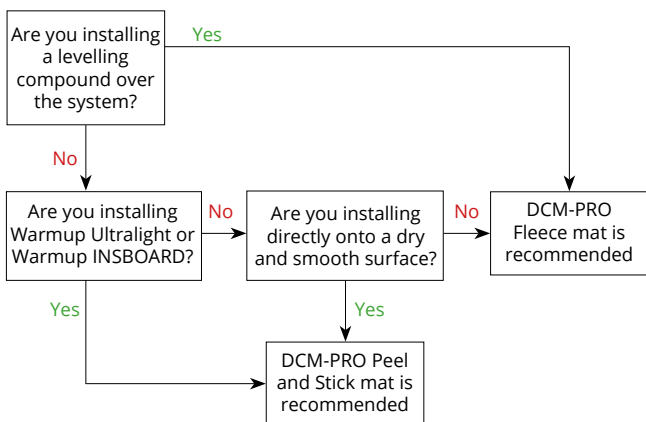 Are you installing
a levelling
compound over
the system?
Yes
No
Are you installing
Warmup Ultralight or
Warmup INSBOARD?
No
Are you installing
directly onto a dry
and smooth surface?
No
DCM-PRO
Fleece mat is
recommended
Yes
Yes
DCM-PRO Peel
and Stick mat is
recommended